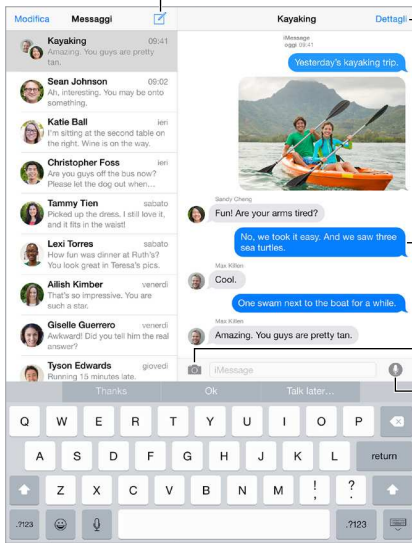 Modifica Messaggi
Kayaking Dettagli
Kayaking 09:41
Amazing. You guys are pretty
tan.
Sean Johnson 09:02
Ah, interesting. You may be onto
something.
Katie Ball ieri
I'm sitting at the second table on
the right. Wine is on the way.
Christopher Foss ieri
Are you guys off the bus now?
Please let the dog out when…
Tammy Tien sabato
Picked up the dress. I still love it,
and it fits in the waist!
Lexi Torres sabato
How fun was dinner at Ruth's?
You look great in Teresa's pics.
Ailish Kimber venerdì
That's so impressive. You are
such a star.
Giselle Guerrero venerdì
Awkward! Did you tell him the real
answer?
Tyson Edwards giovedì
Running 15 minutes late.
iMessage
oggi 09:41
Yesterday's kayaking trip.
Sandy Cheng
Fun! Are your arms tired?
No, we took it easy. And we saw three
sea turtles.
Max Killen
Cool.
One swam next to the boat for a while.
Max Killen
Amazing. You guys are pretty tan.
iMessage
Thanks Ok Talk later…
Q W E R T Y U I O P
A S D F G H J K L return
Z X C V B N M ! , ? .
.?123 .?123